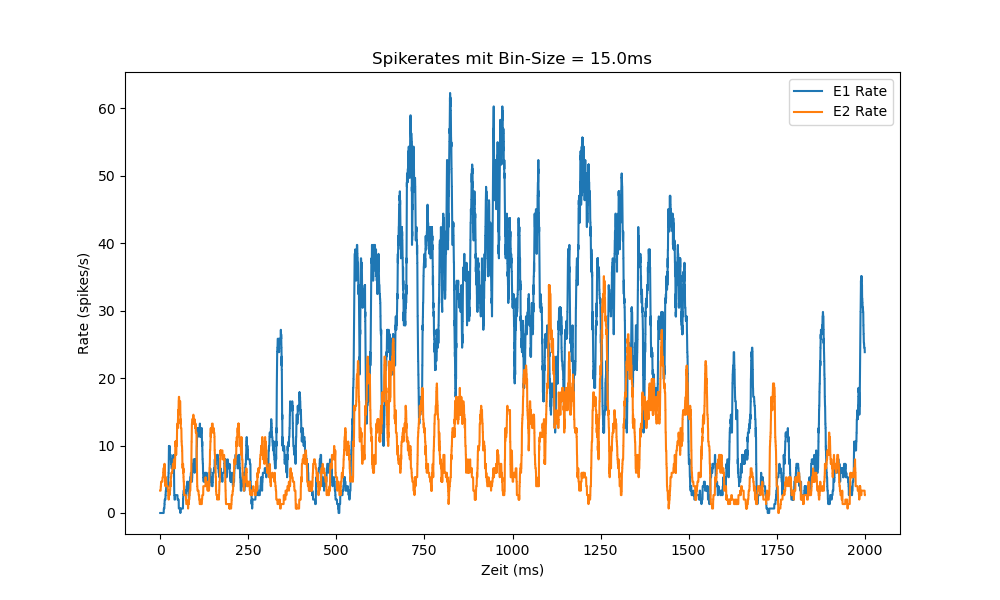 Spikerates mit Bin-Size = 15.0ms
E1 Rate
E2 Rate
60
50
40
30
20
10
0
Rate (spikes/s)
0 250 500 750 1000 1250 1500 1750 2000
Zeit (ms)